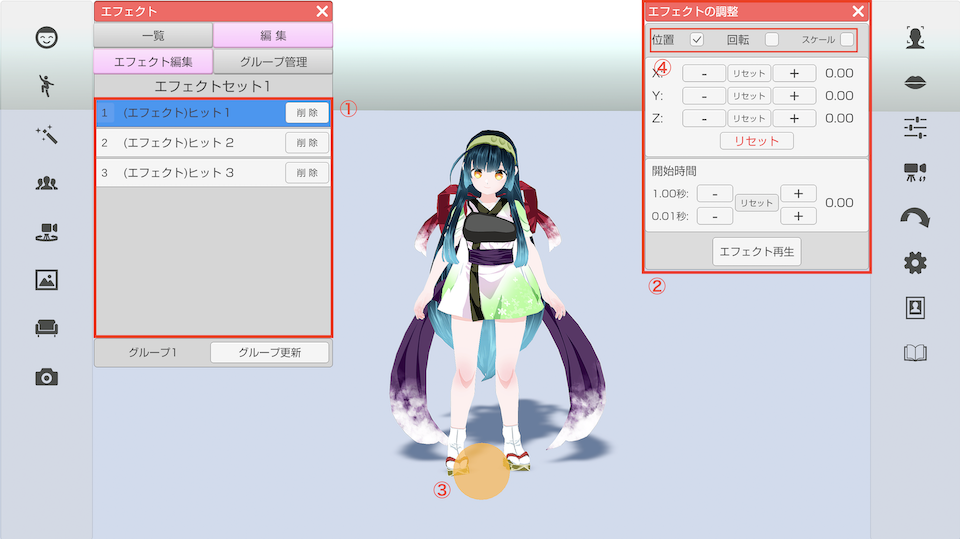 エフェクト ×
一覧 編 集
エフェクト編集 グループ管理
エフェクトセット1
1 (エフェクト)ヒット 1 削 除
2 (エフェクト)ヒット 2 削 除
3 (エフェクト)ヒット 3 削 除
グループ1 グループ更新
①
エフェクトの調整 ×
位置 回転 スケール
④
X: - リセット + 0.00
Y: - リセット + 0.00
Z: - リセット + 0.00
リセット
開始時間
1.00秒: - リセット + 0.00
0.01秒: - +
エフェクト再生
②
③